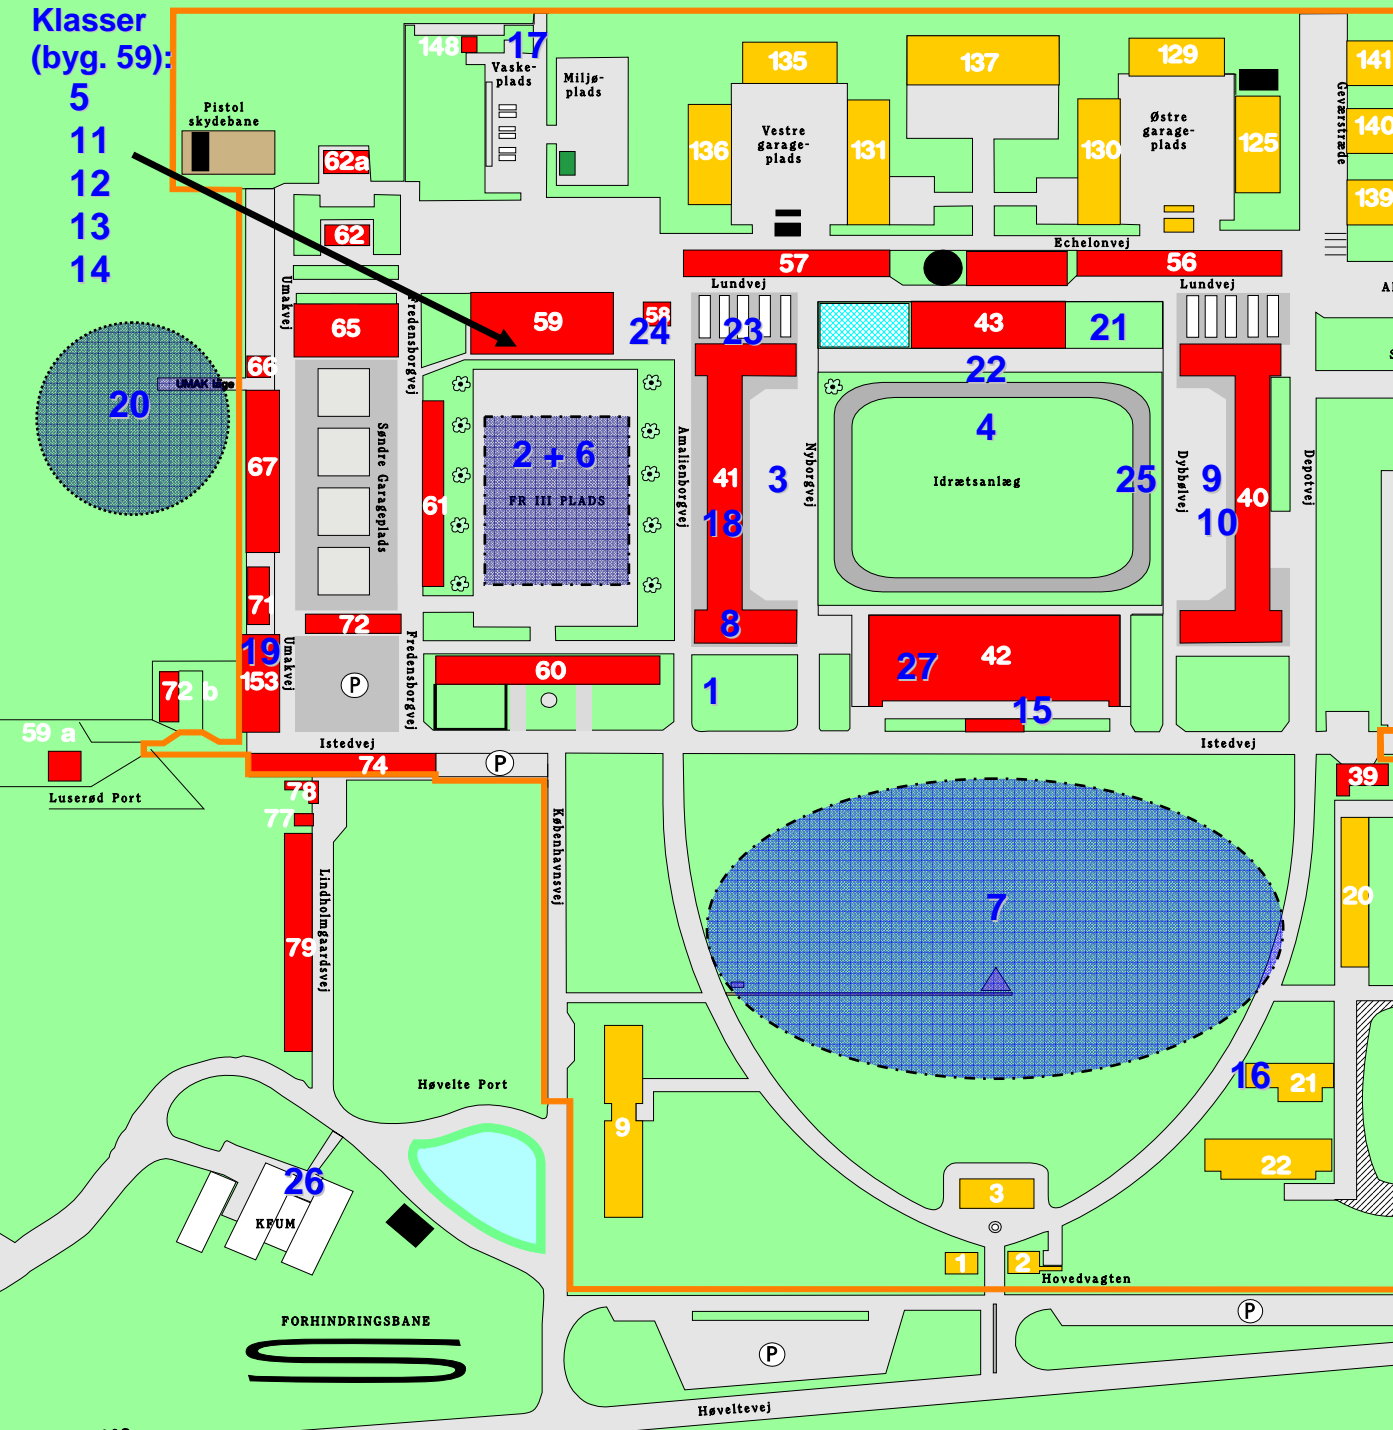 Klasser
(byg. 59):
5
11
12
13
14
148
17
Vaske-
plads
Miljø-
plads
Pistol
skydebane
135
137
129
141
Vestre
garage-
plads
Østre
garage-
plads
136
131
130
125
140
139
Geværstræde
62a
62
Echelonvej
57
56
Lundvej
Lundvej
Umakvej
Fredensborgvej
65
59
58
24
23
43
21
66
UMAK låge
20
22
4
67
Søndre Garageplads
61
2 + 6
FR III PLADS
Amalienborgvej
41
18
3
Nyborgvej
Idrætsanlæg
25
Dybbølvej
9
10
40
Depotvej
71
72
8
19
153
Umakvej
P
Fredensborgvej
60
1
27
42
15
72 b
59 a
Istedvej
Istedvej
74
P
39
Luserød Port
78
77
79
Lindholmgaardsvej
Københavnsvej
7
20
Høvelte Port
9
16
21
22
26
KFUM
3
1
2
Hovedvagten
FORHINDRINGSBANE
P
P
Høveltevej